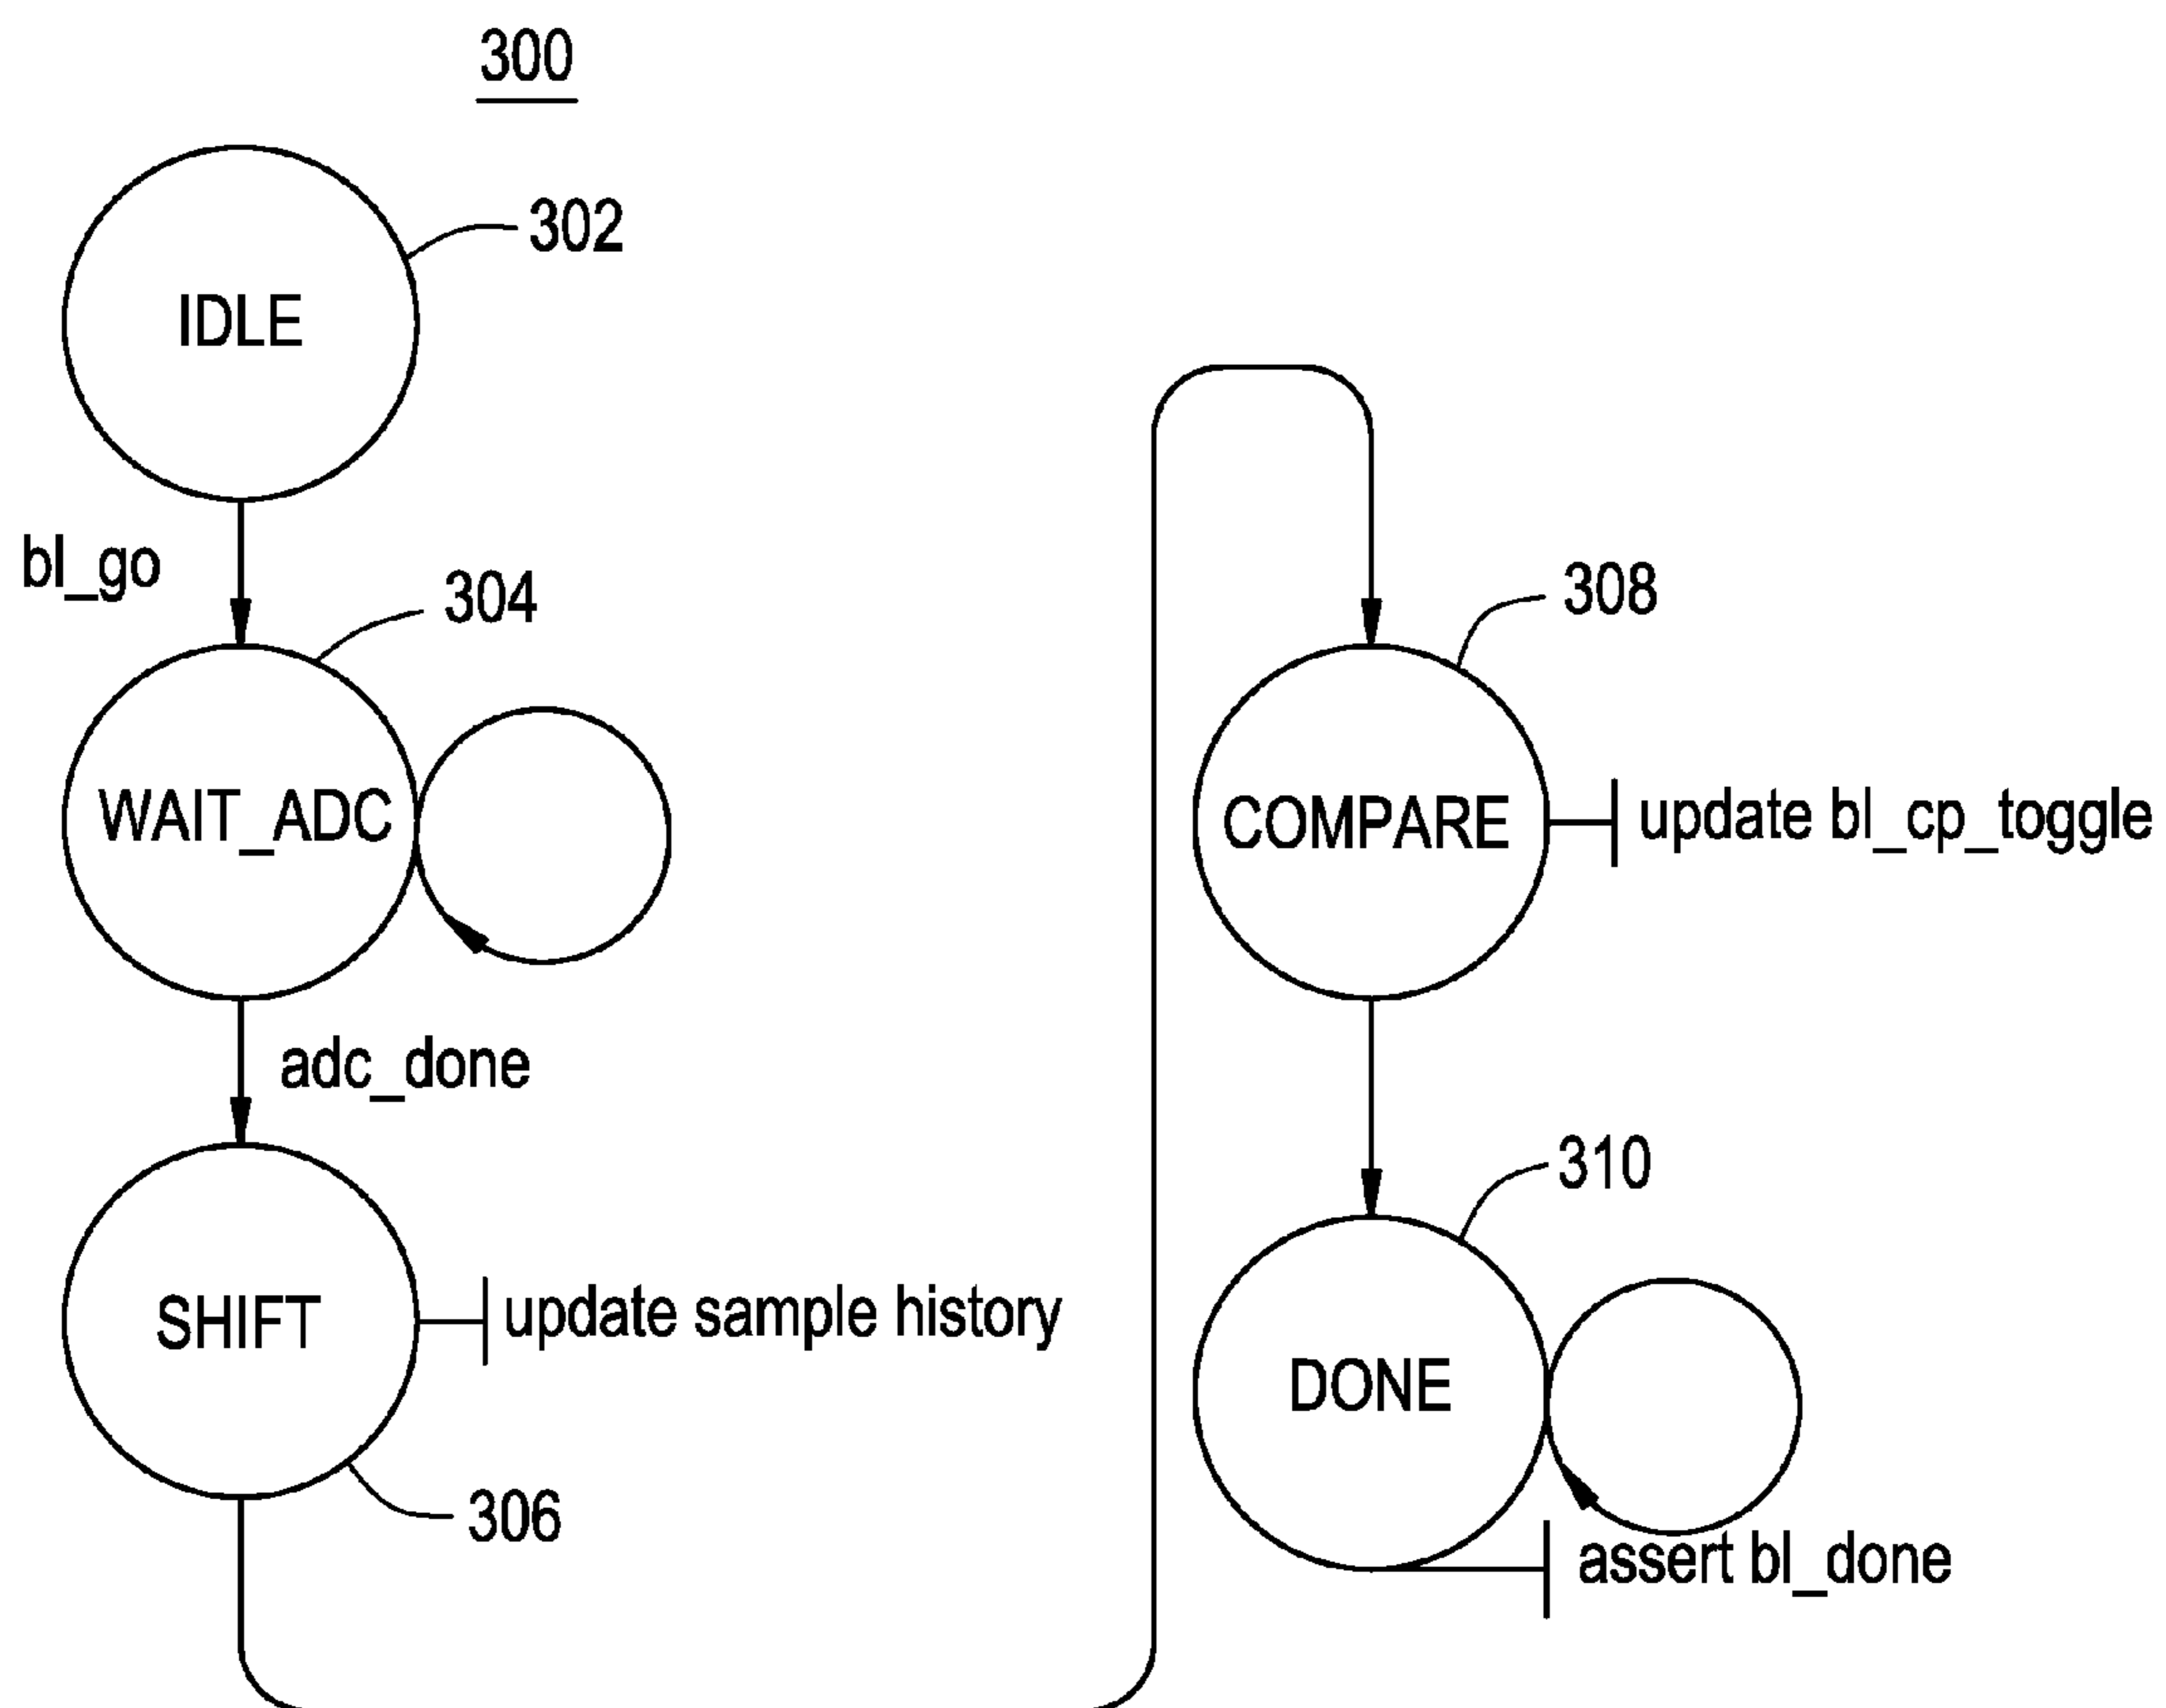 300
302
IDLE
bl_go
304
WAIT_ADC
adc_done
SHIFT
update sample history
306
308
COMPARE
update bl_cp_toggle
310
DONE
assert bl_done